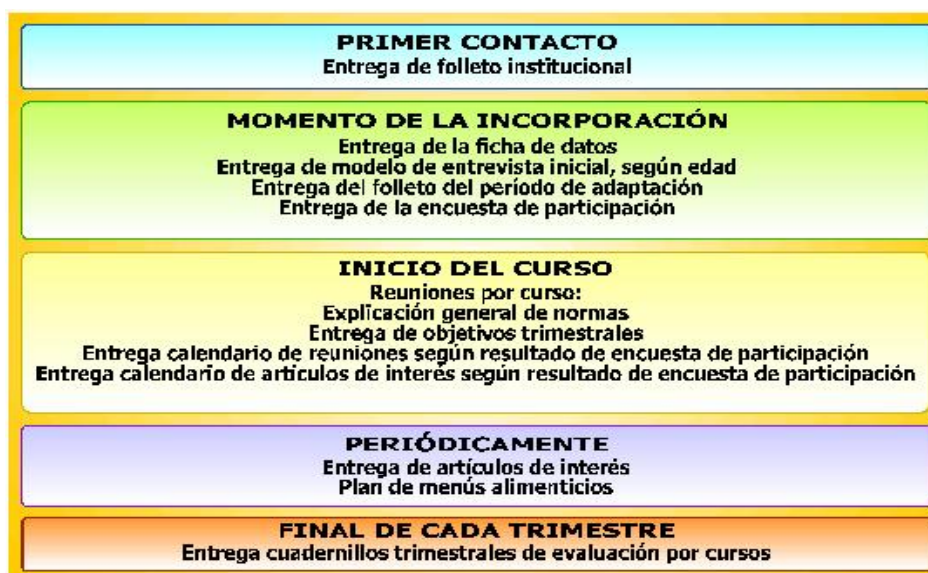 PRIMER CONTACTO
Entrega de folleto institucional
MOMENTO DE LA INCORPORACIÓN
Entrega de la ficha de datos
Entrega de modelo de entrevista inicial, según edad
Entrega del folleto del período de adaptación
Entrega de la encuesta de participación
INICIO DEL CURSO
Reuniones por curso:
Explicación general de normas
Entrega de objetivos trimestrales
Entrega calendario de reuniones según resultado de encuesta de participación
Entrega calendario de artículos de interés según resultado de encuesta de participación
PERIÓDICAMENTE
Entrega de artículos de interés
Plan de menús alimenticios
FINAL DE CADA TRIMESTRE
Entrega cuadernillos trimestrales de evaluación por cursos